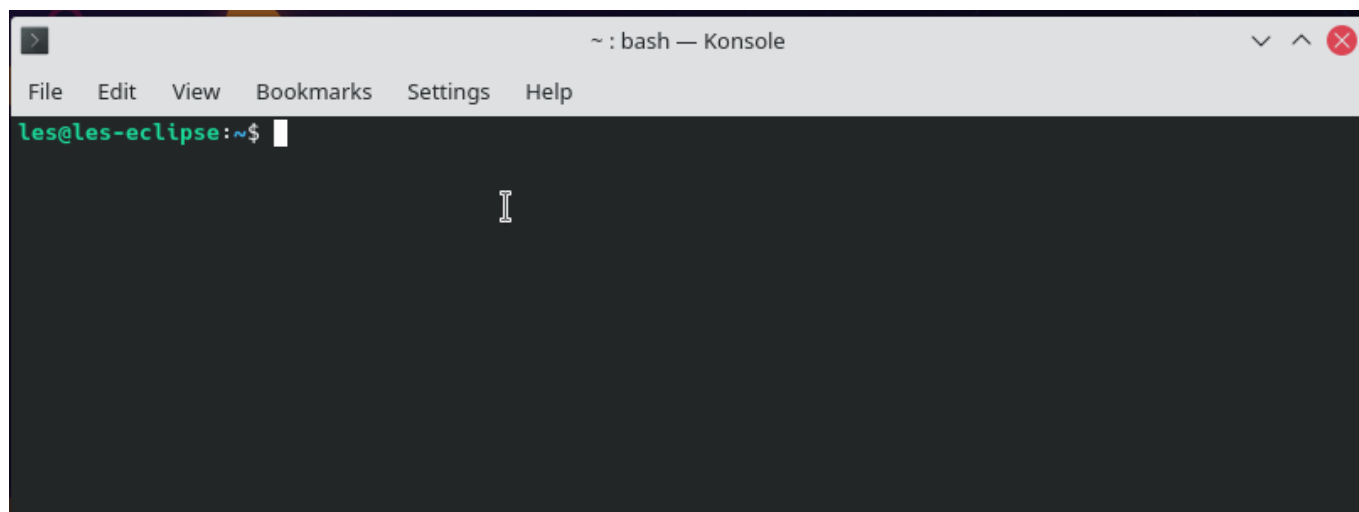 ~ : bash — Konsole
File Edit View Bookmarks Settings Help
les@les-eclipse:~$